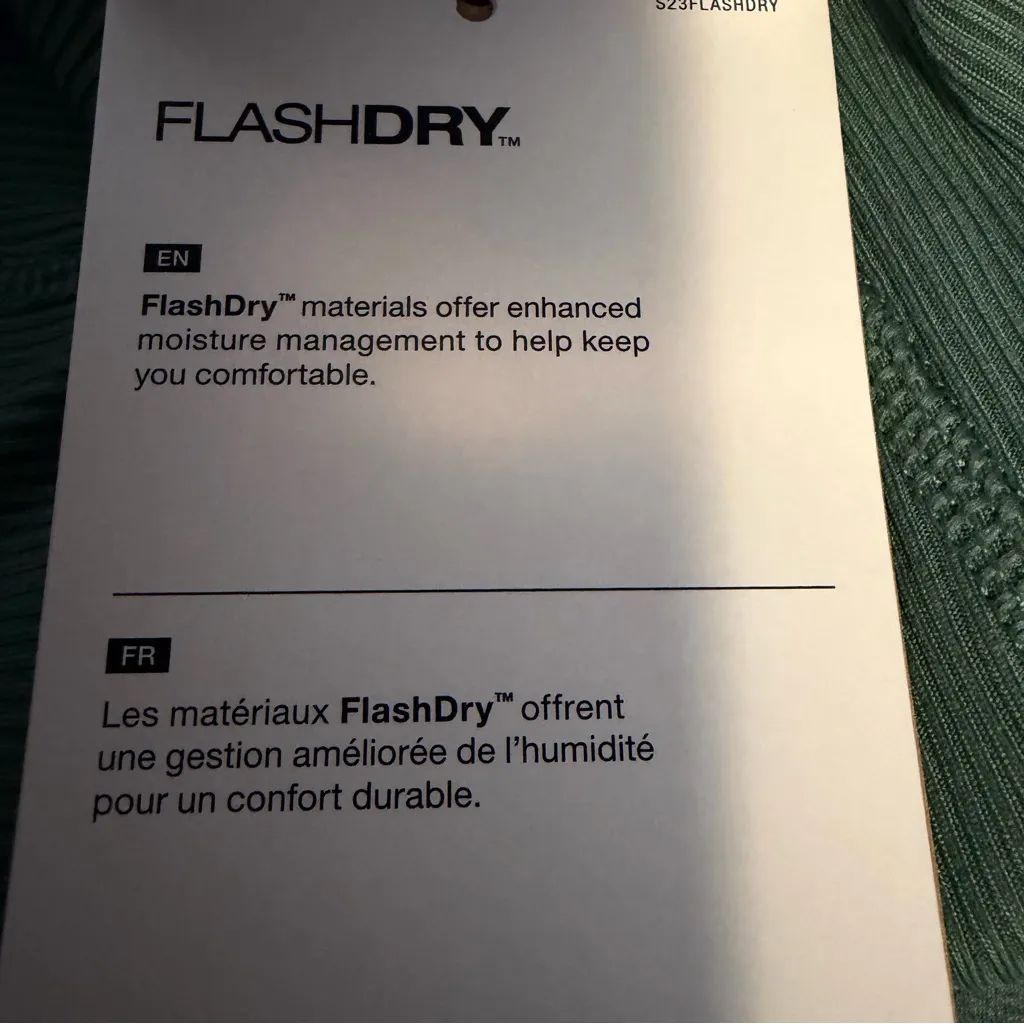 S23FLASHDRY
FLASHDRY™
EN
FlashDry™ materials offer enhanced
moisture management to help keep
you comfortable.
FR
Les matériaux FlashDry™ offrent
une gestion améliorée de l'humidité
pour un confort durable.